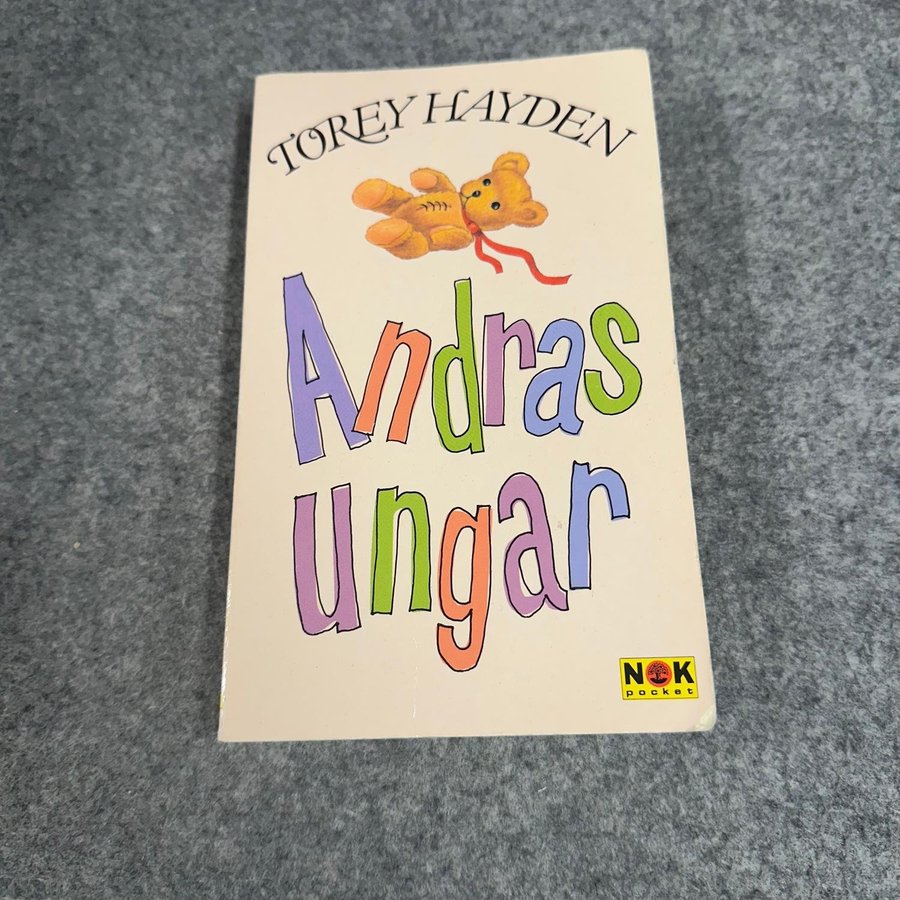 TOREY HAYDEN
Andras
ungar
NOK
pocket